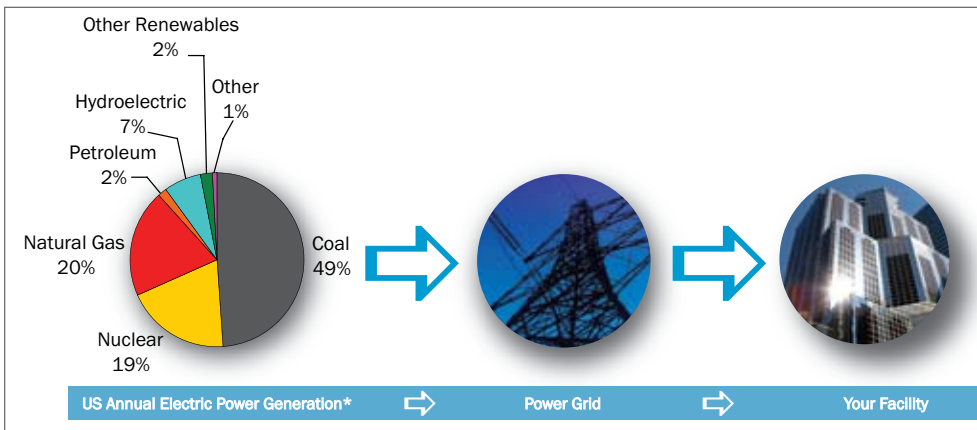 Other Renewables
2%
Other
1%
Hydroelectric
7%
Petroleum
2%
Natural Gas
20%
Coal
49%
Nuclear
19%
US Annual Electric Power Generation*
Power Grid
Your Facility